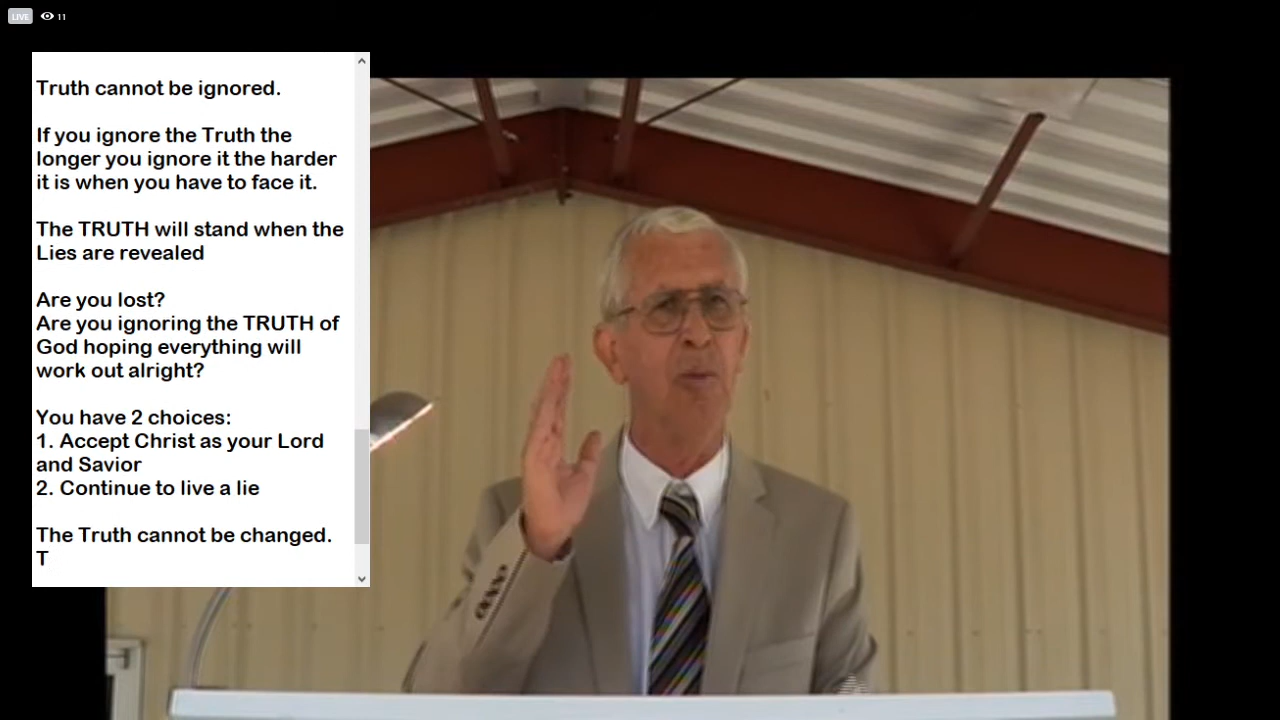 LIVE 11
Truth cannot be ignored.
If you ignore the Truth the
longer you ignore it the harder
it is when you have to face it.
The TRUTH will stand when the
Lies are revealed
Are you lost?
Are you ignoring the TRUTH of
God hoping everything will
work out alright?
You have 2 choices:
1. Accept Christ as your Lord
and Savior
2. Continue to live a lie
The Truth cannot be changed.
T